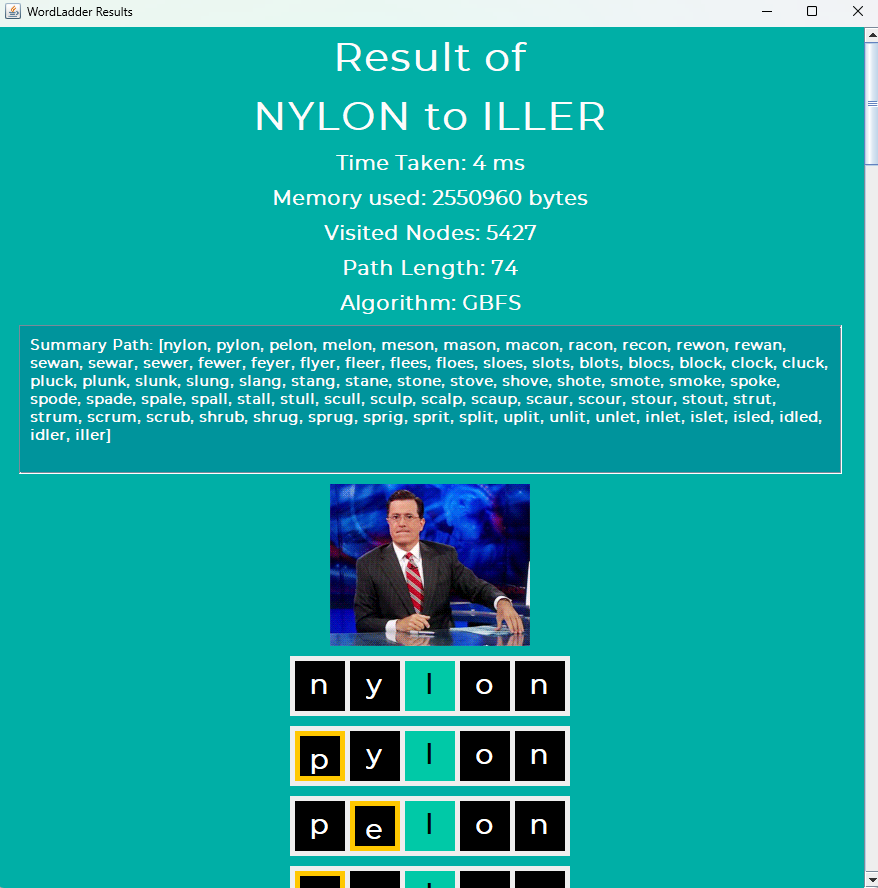 WordLadder Results
Result of
NYLON to ILLER
Time Taken: 4 ms
Memory used: 2550960 bytes
Visited Nodes: 5427
Path Length: 74
Algorithm: GBFS
Summary Path: [nylon, pylon, pelon, melon, meson, mason, macon, racon, recon, rewon, rewan,
sewan, sewar, sewer, fewer, feyer, flyer, fleer, flees, floes, sloes, slots, blots, blocs, block, clock, cluck,
pluck, plunk, slunk, slung, slang, stang, stane, stone, stove, shove, shote, smote, smoke, spoke,
spode, spade, spale, spall, stall, stull, scull, sculp, scalp, scaup, scaur, scour, stour, stout, strut,
strum, scrum, scrub, shrub, shrug, sprug, sprig, sprit, split, uplit, unlit, unlet, inlet, islet, isled, idled,
idler, iller]
n y l o n
p y l o n
p e l o n